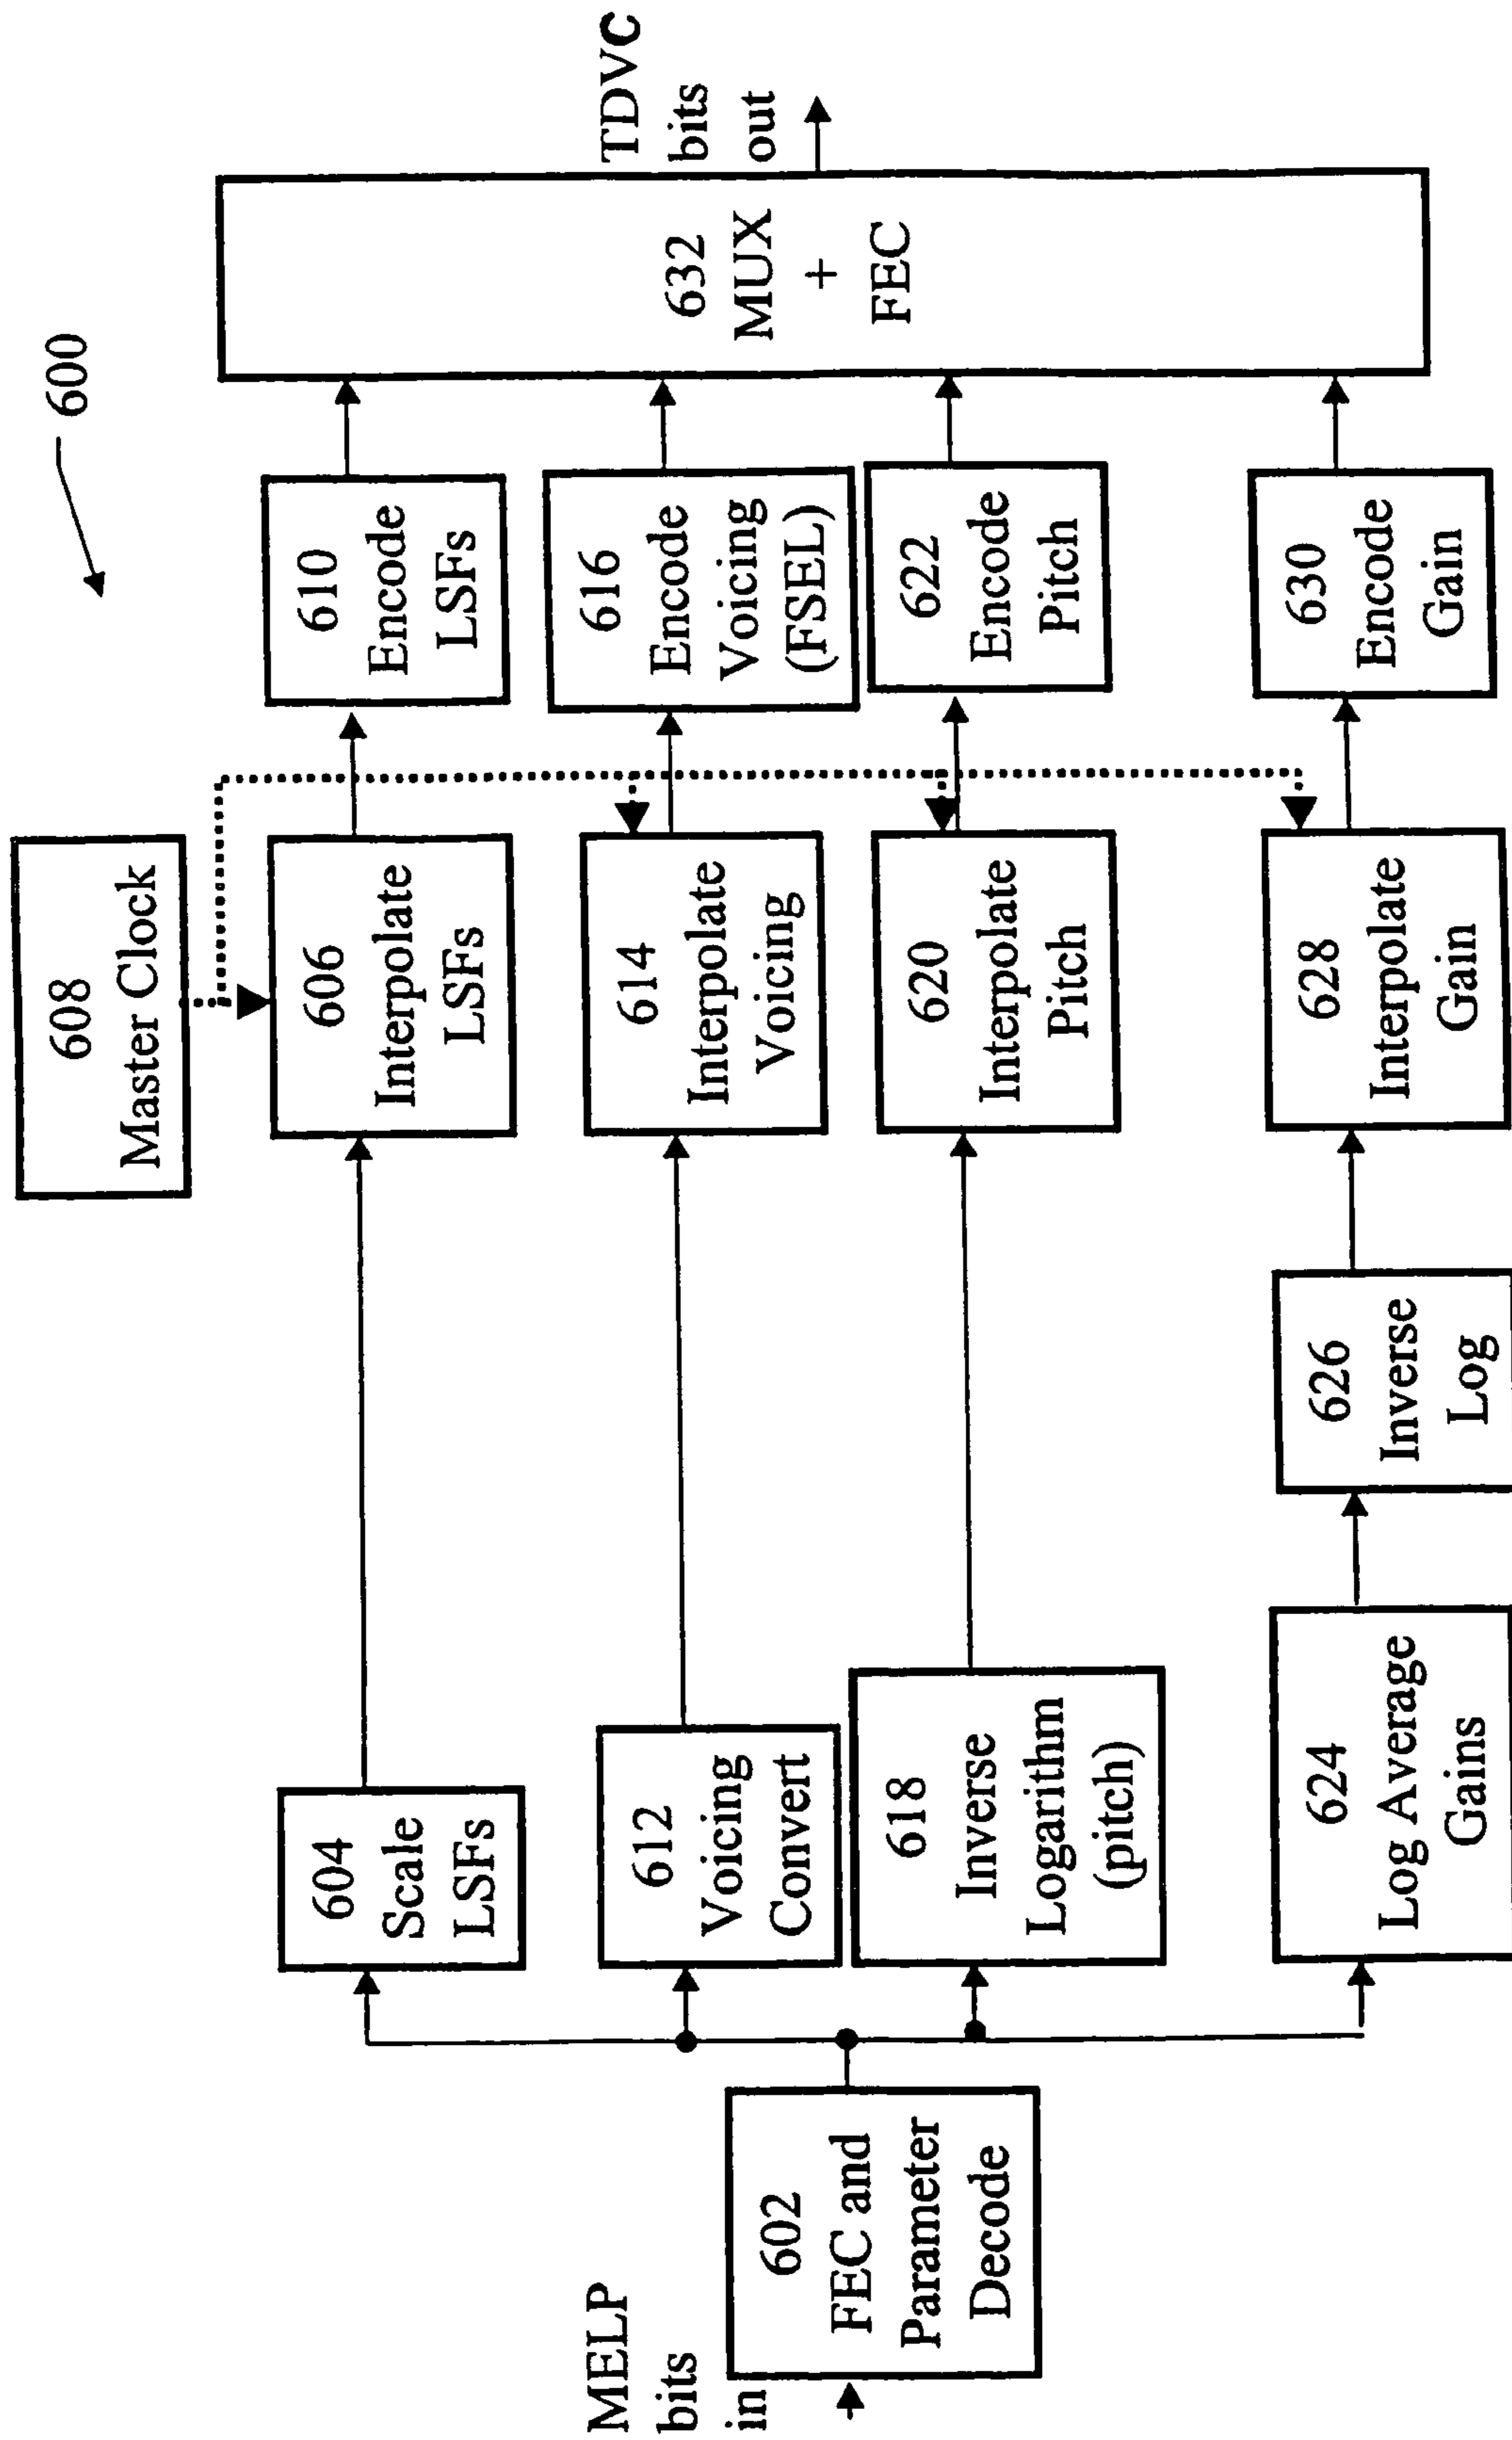 600
608
Master Clock
TDVC
bits
out
604
Scale
LSFs
606
Interpolate
LSFs
610
Encode
LSFs
612
Voicing
Convert
614
Interpolate
Voicing
616
Encode
Voicing
(FSEL)
632
MUX
+
FEC
MELP
bits
in
602
FEC and
Parameter
Decode
618
Inverse
Logarithm
(pitch)
620
Interpolate
Pitch
622
Encode
Pitch
624
Log Average
Gains
626
Inverse
Log
628
Interpolate
Gain
630
Encode
Gain